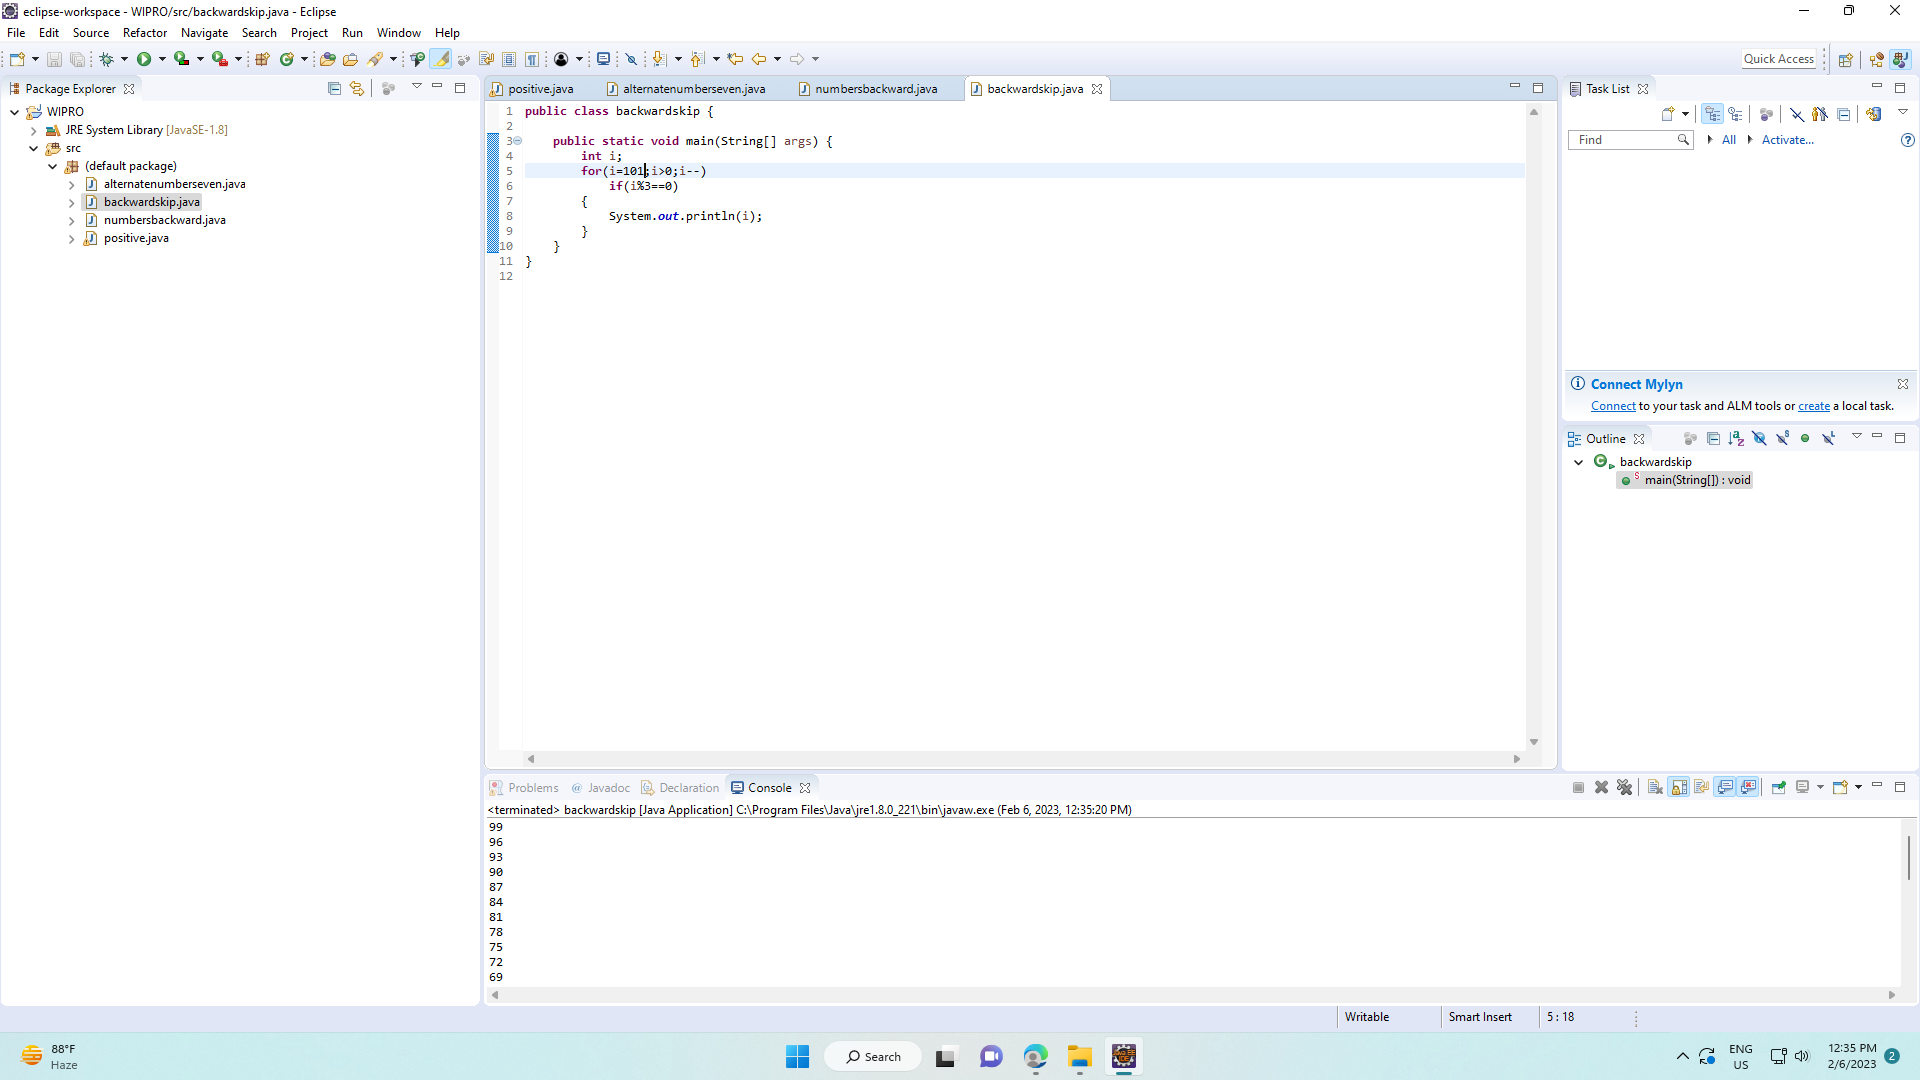 eclipse-workspace - WIPRO/src/backwardskip.java - Eclipse
File Edit Source Refactor Navigate Search Project Run Window Help
Quick Access
Package Explorer
WIPRO
JRE System Library [JavaSE-1.8]
src
(default package)
alternatenumberseven.java
backwardskip.java
numbersbackward.java
positive.java
positive.java alternatenumberseven.java numbersbackward.java backwardskip.java
1 public class backwardskip {
2
3 public static void main(String[] args) {
4 int i;
5 for(i=101;i>0;i--)
6 if(i%3==0)
7 {
8 System.out.println(i);
9 }
10 }
11 }
12
Task List
Find All Activate...
Connect Mylyn
Connect to your task and ALM tools or create a local task.
Outline
backwardskip
main(String[]) : void
Problems Javadoc Declaration Console
<terminated> backwardskip [Java Application] C:\Program Files\Java\jre1.8.0_221\bin\javaw.exe (Feb 6, 2023, 12:35:20 PM)
99
96
93
90
87
84
81
78
75
72
69
Writable Smart Insert 5 : 18
88°F
Haze
Search
ENG
US
12:35 PM
2/6/2023
2